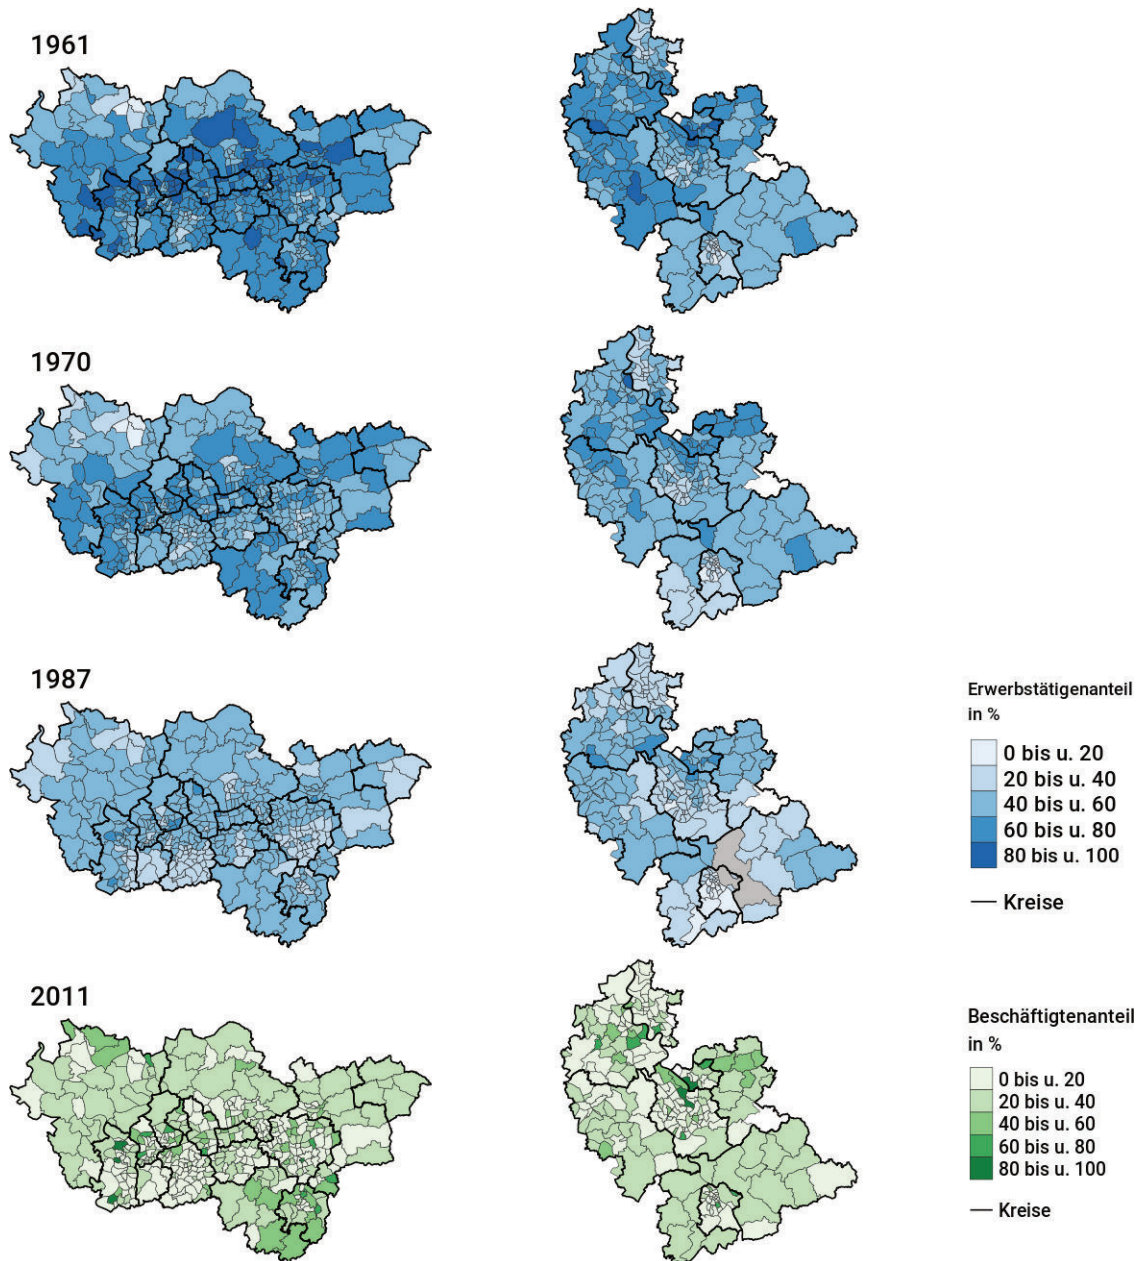 1961
1970
1987
Erwerbstätigenanteil
in %
0 bis u. 20
20 bis u. 40
40 bis u. 60
60 bis u. 80
80 bis u. 100
Kreise
2011
Beschäftigtenanteil
in %
0 bis u. 20
20 bis u. 40
40 bis u. 60
60 bis u. 80
80 bis u. 100
Kreise